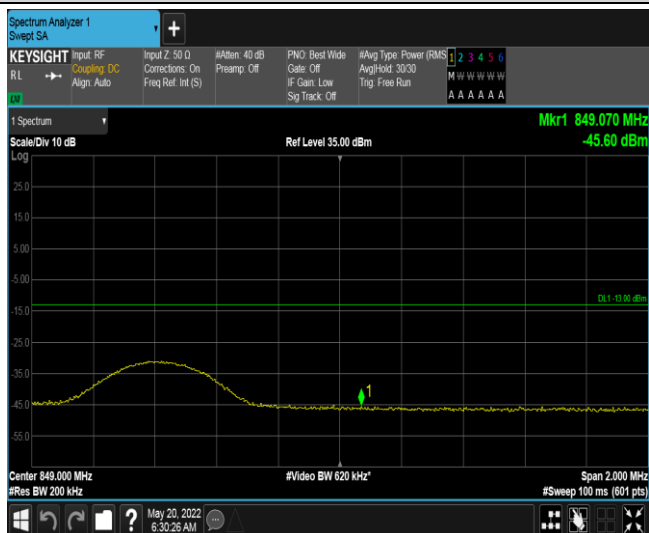 Spectrum Analyzer 1
Swept SA
+
KEYSIGHT
RL
Input: RF
Coupling: DC
Align: Auto
Input Z: 50 Ω
Corrections: On
Freq Ref: Int (S)
#Atten: 40 dB
Preamp: Off
PNO: Best Wide
Gate: Off
IF Gain: Low
Sig Track: Off
#Avg Type: Power (RMS
Avg|Hold: 30/30
Trig: Free Run
1 2 3 4 5 6
M W W W W W
A A A A A A
1 Spectrum
Mkr1 849.070 MHz
-45.60 dBm
Scale/Div 10 dB
Ref Level 35.00 dBm
Log
25.0
15.0
5.00
-5.00
DL1 -13.00 dBm
-15.0
-25.0
-35.0
1
-45.0
-55.0
Center 849.000 MHz
#Video BW 620 kHz*
Span 2.000 MHz
#Res BW 200 kHz
#Sweep 100 ms (601 pts)
?
May 20, 2022
6:30:26 AM